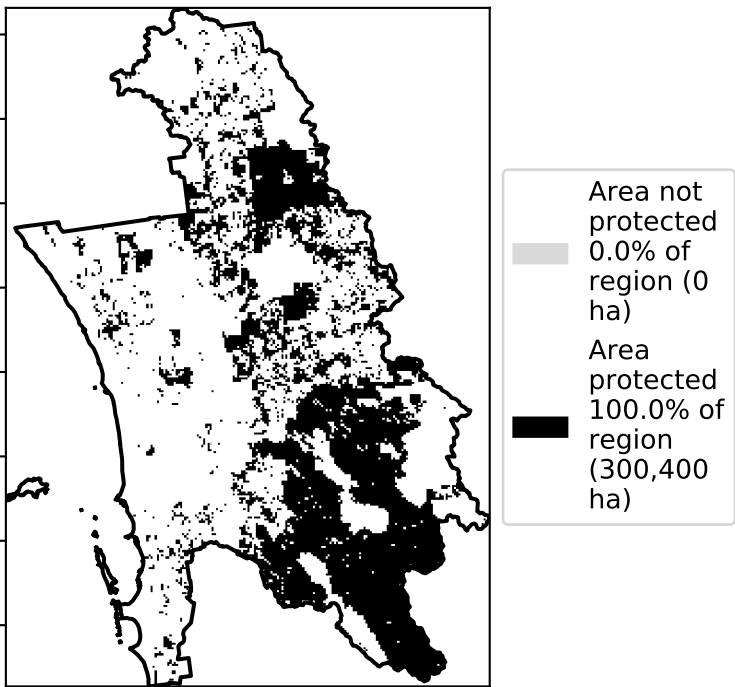 Area not
protected
0.0% of
region (0
ha)
Area
protected
100.0% of
region
(300,400
ha)